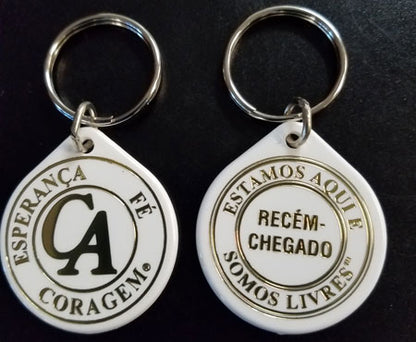 ESPERANÇA FÉ
CA
CORAGEM®
ESTAMOS AQUI E
RECÉM-
CHEGADO
SOMOS LIVRES™